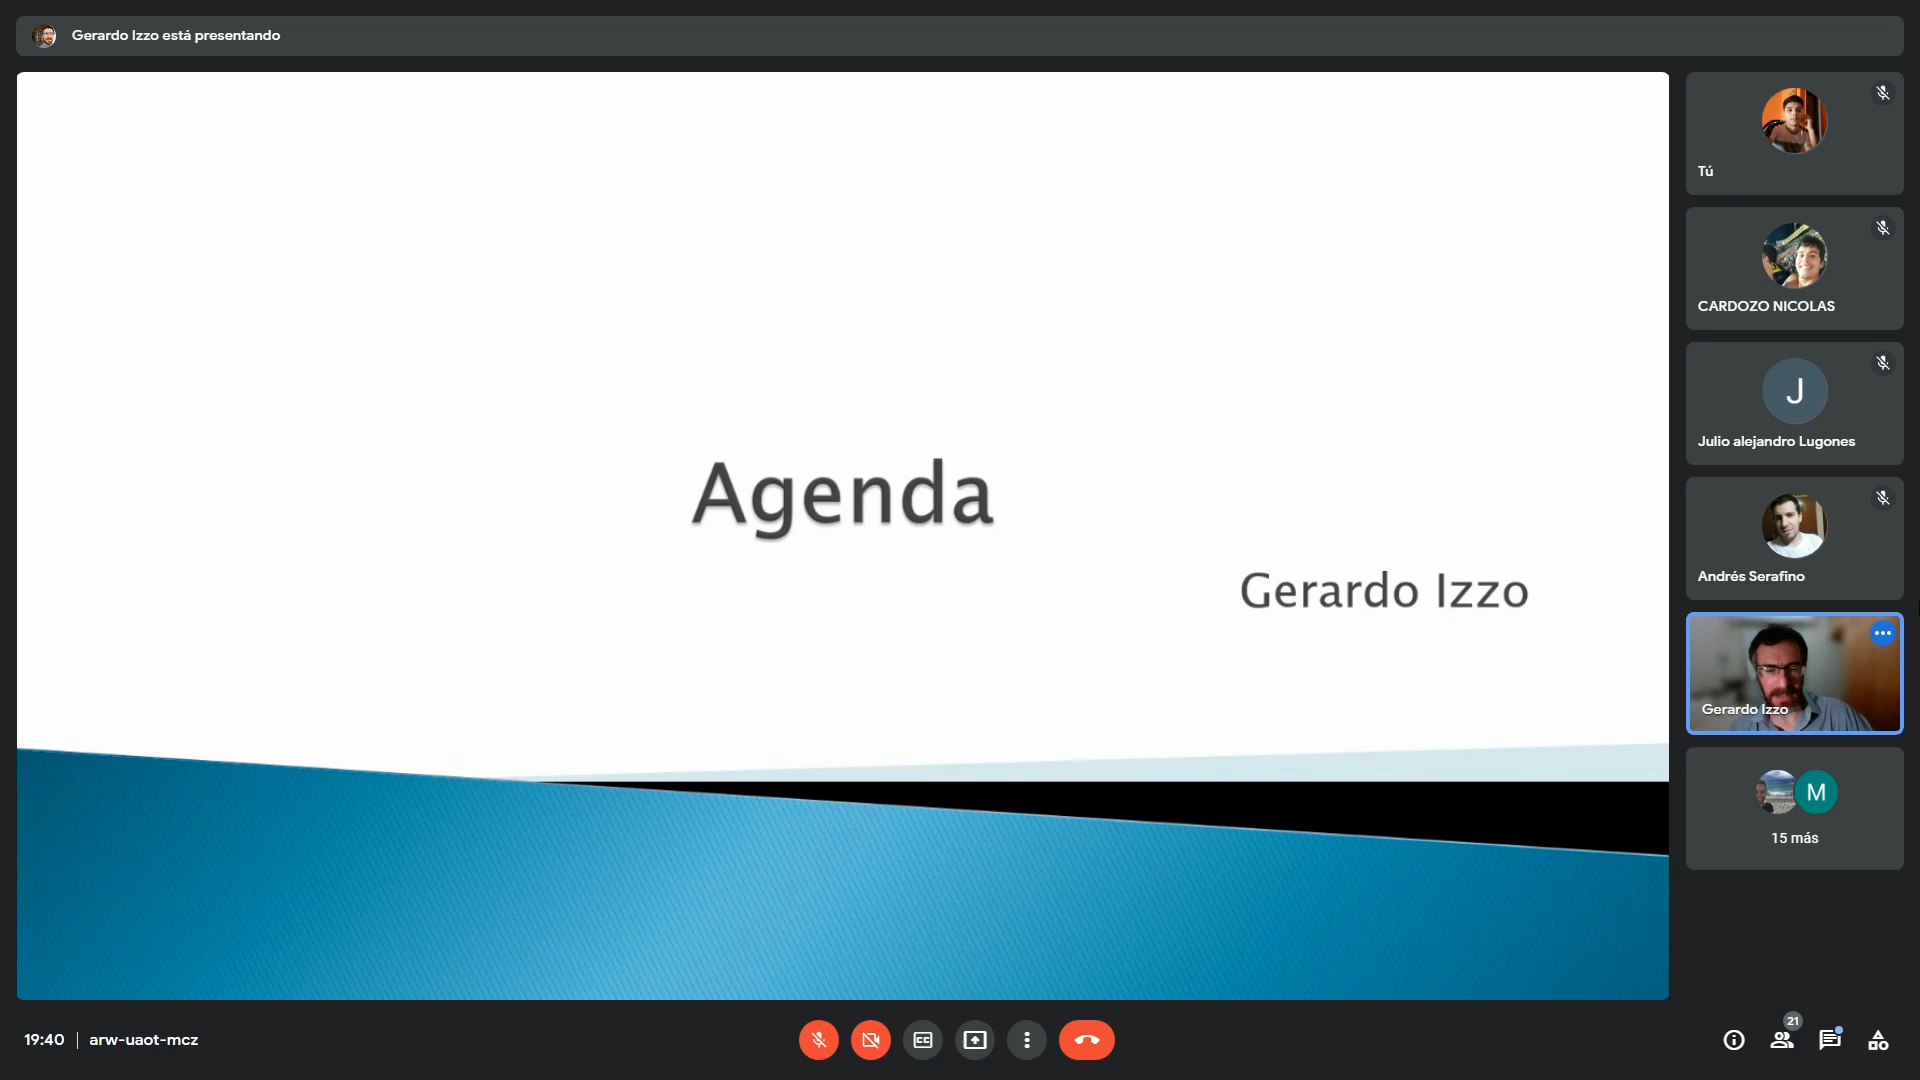 Gerardo Izzo está presentando
Agenda
Gerardo Izzo
Tú
CARDOZO NICOLAS
J
Julio alejandro Lugones
Andrés Serafino
Gerardo Izzo
M
15 más
19:40
arw-uaot-mcz
CC
21